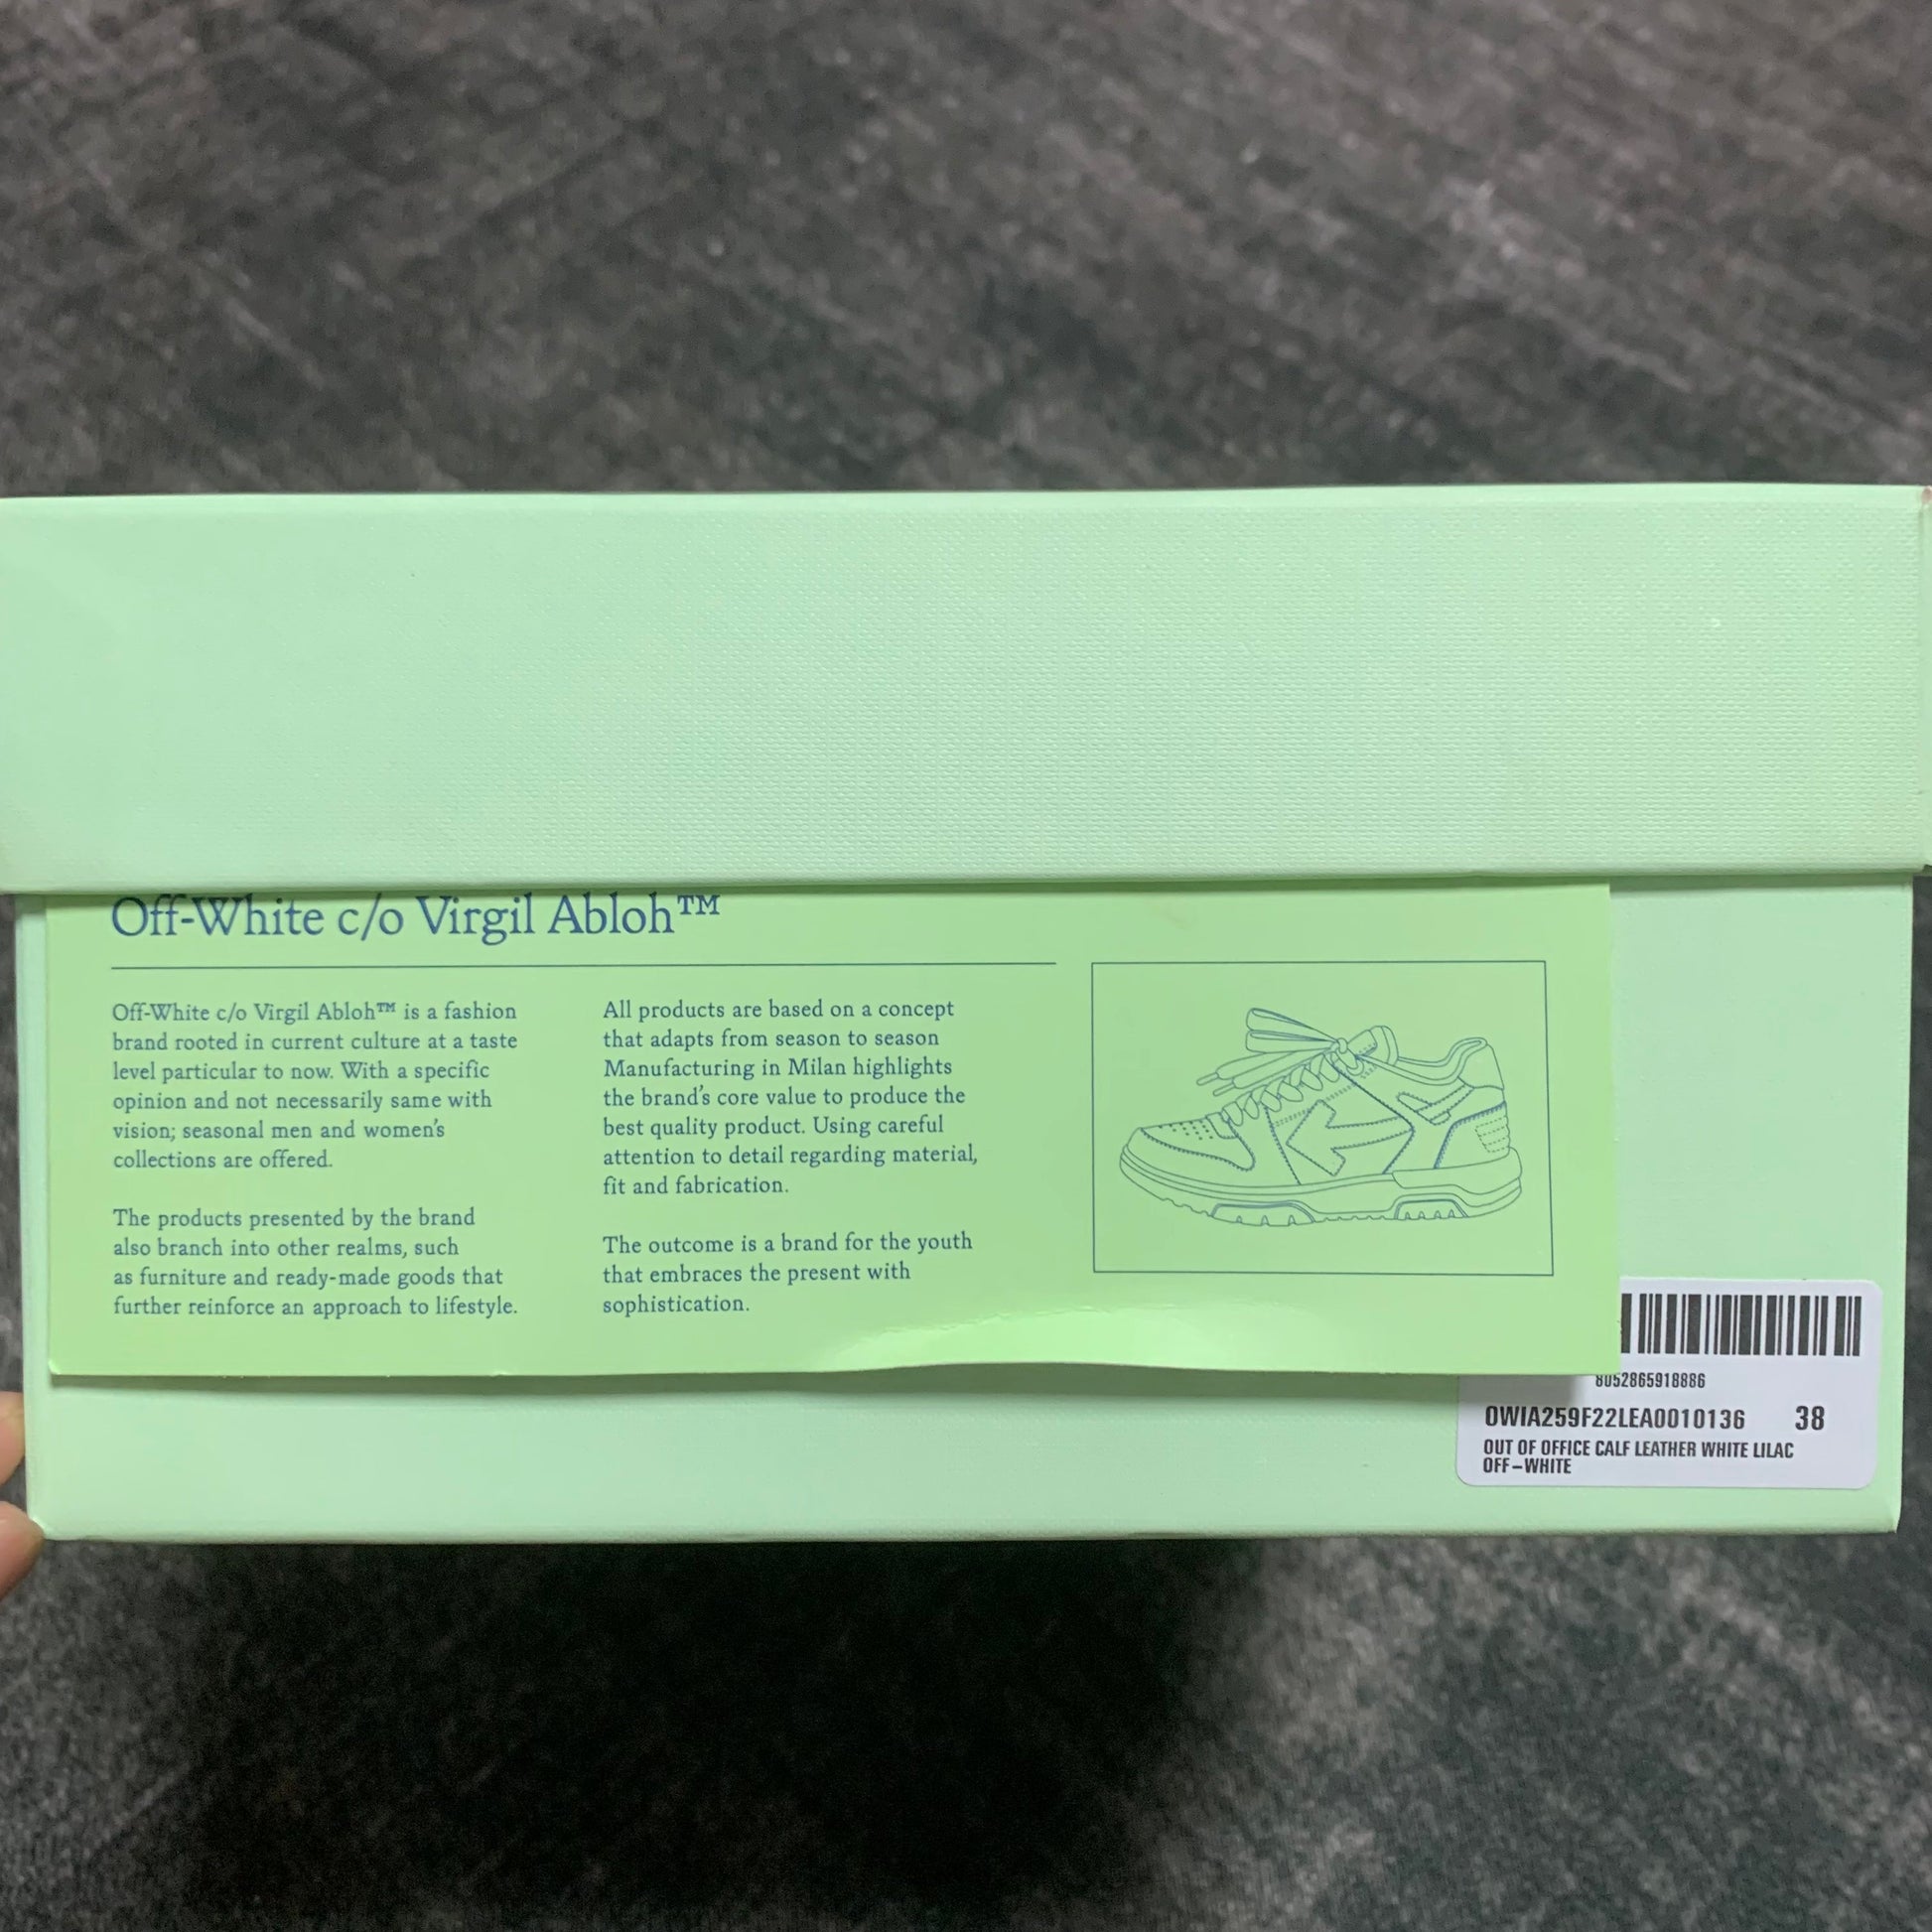 Off-White c/o Virgil Abloh™
Off-White c/o Virgil Abloh™ is a fashion
brand rooted in current culture at a taste
level particular to now. With a specific
opinion and not necessarily same with
vision; seasonal men and women's
collections are offered.
The products presented by the brand
also branch into other realms, such
as furniture and ready-made goods that
further reinforce an approach to lifestyle.
All products are based on a concept
that adapts from season to season
Manufacturing in Milan highlights
the brand's core value to produce the
best quality product. Using careful
attention to detail regarding material,
fit and fabrication.
The outcome is a brand for the youth
that embraces the present with
sophistication.
8052865918886
OWIA259F22LEA0010136 38
OUT OF OFFICE CALF LEATHER WHITE LILAC
OFF-WHITE